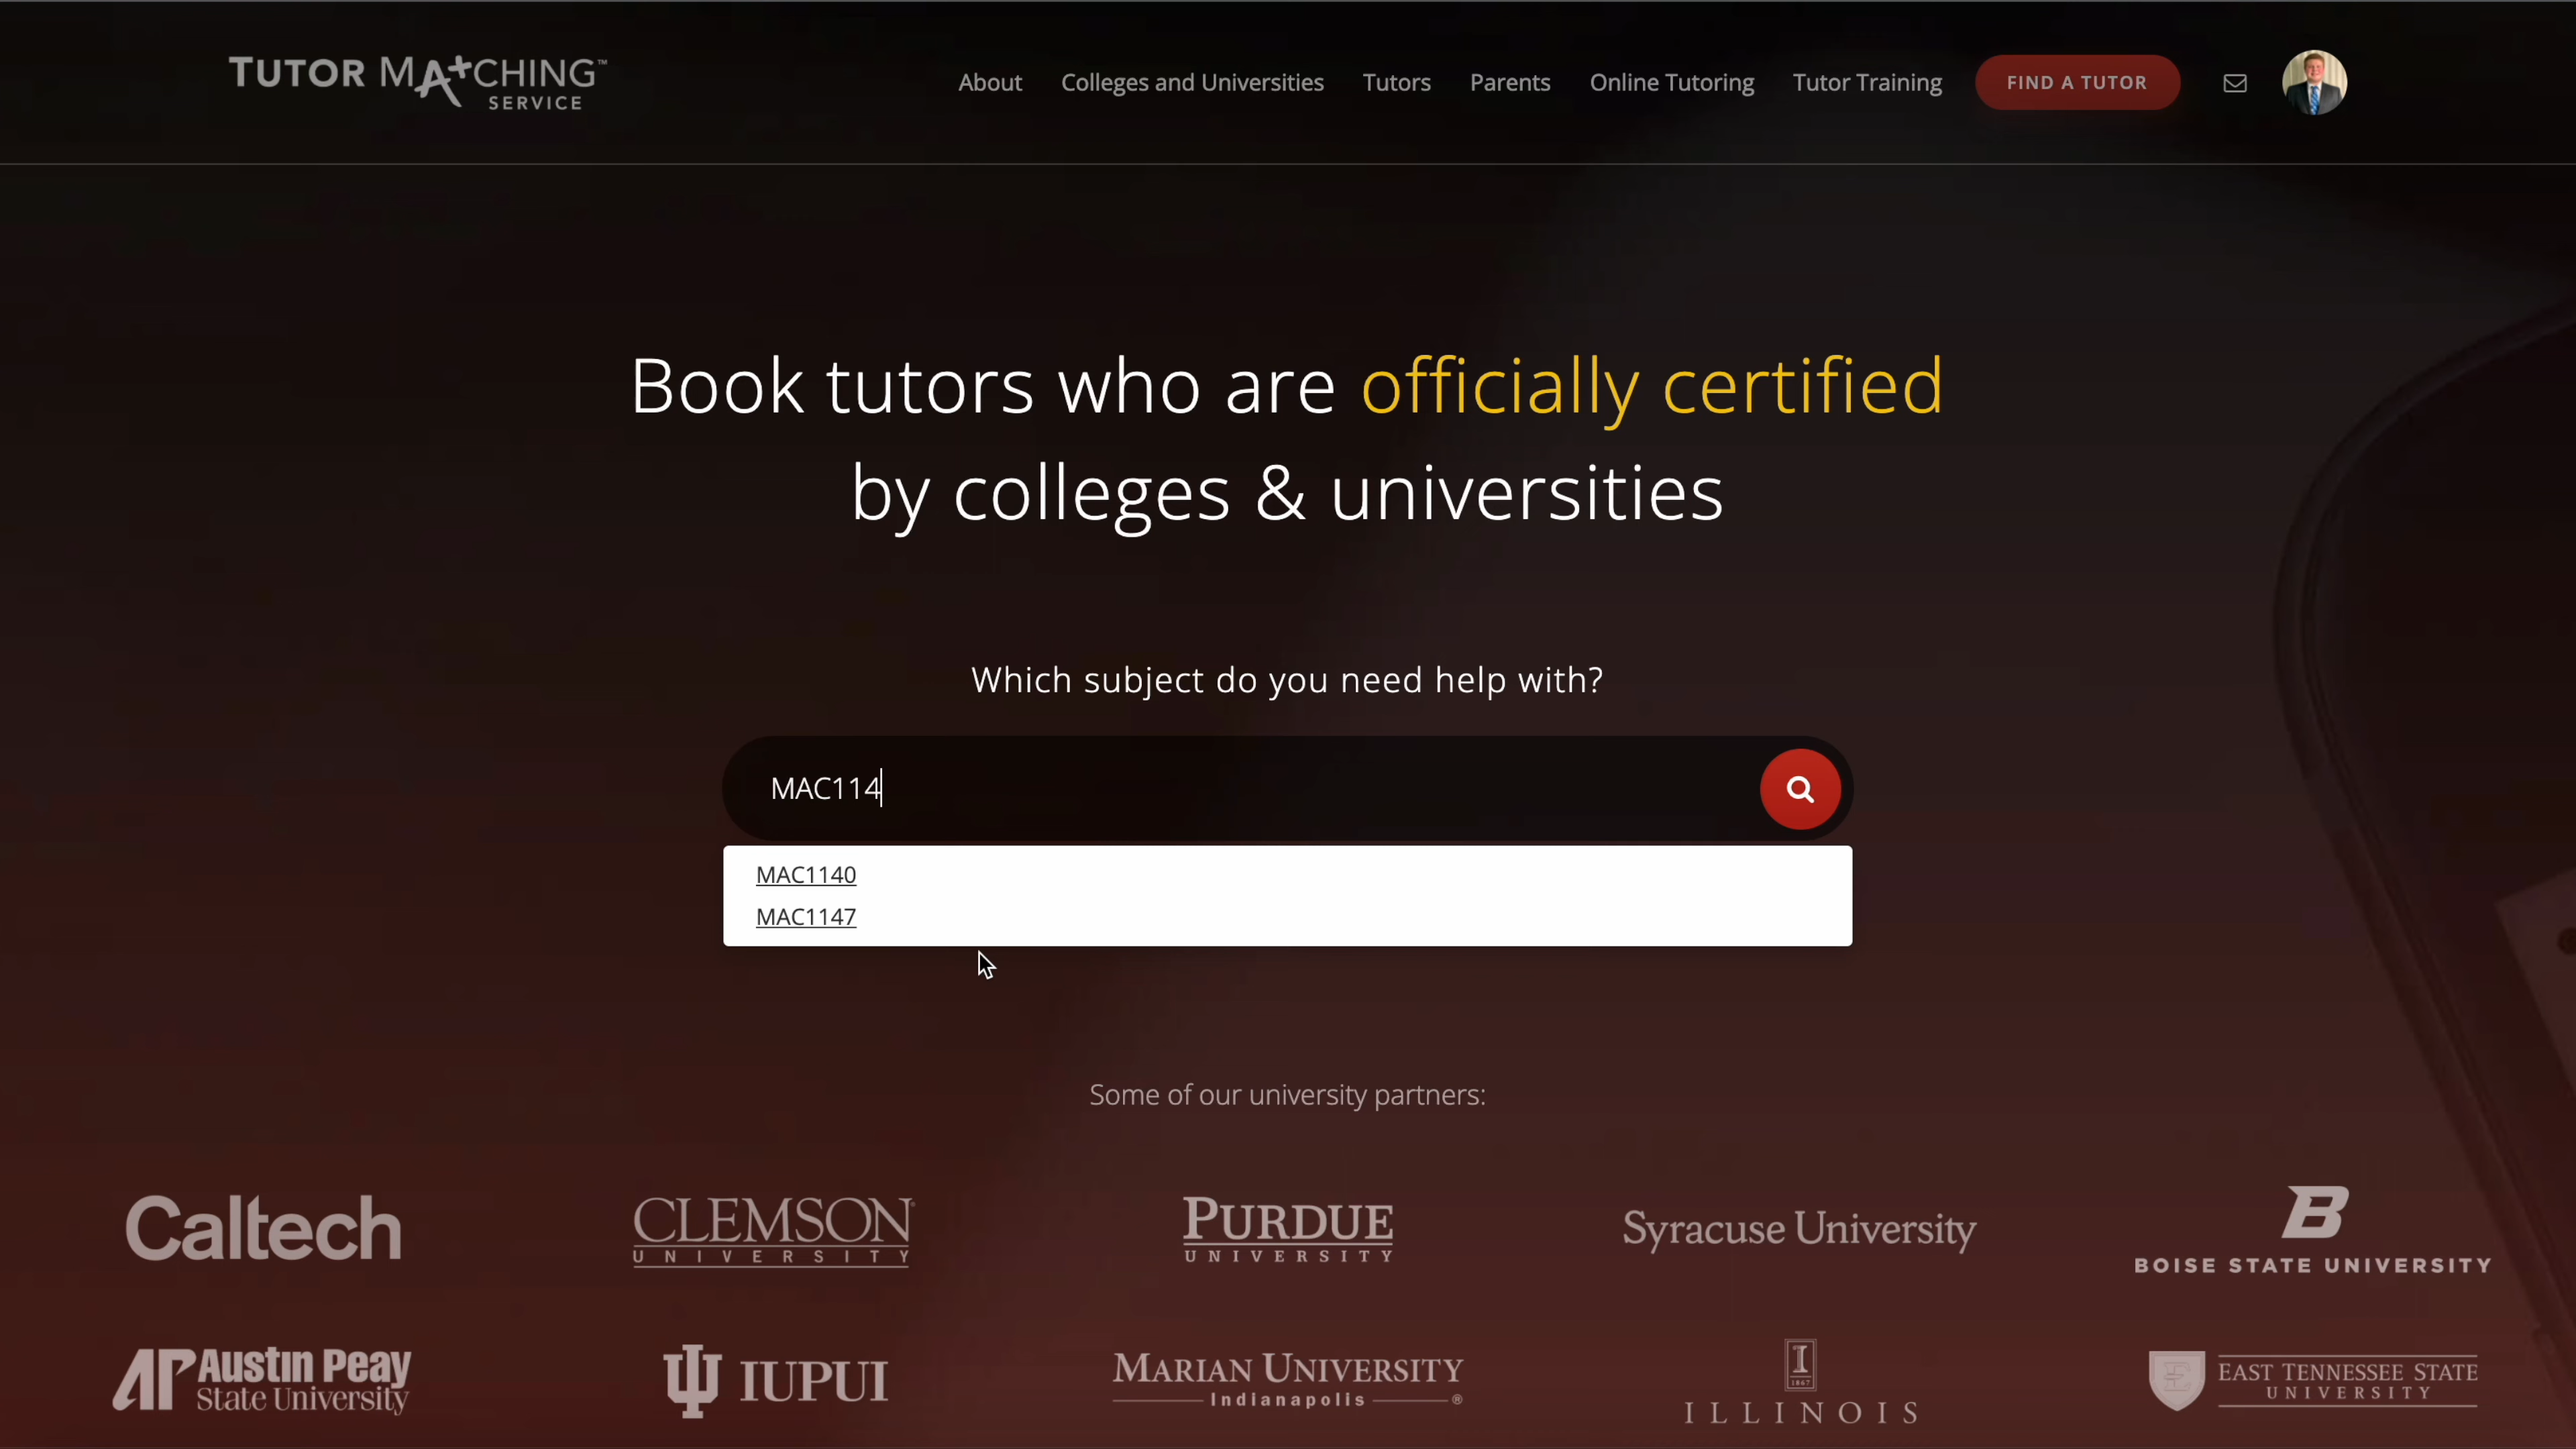 TUTOR MATCHING™
SERVICE
About Colleges and Universities Tutors Parents Online Tutoring Tutor Training FIND A TUTOR
Book tutors who are officially certified
by colleges & universities
Which subject do you need help with?
MAC114
MAC1140
MAC1147
Some of our university partners:
Caltech
CLEMSON®
UNIVERSITY
PURDUE
UNIVERSITY
Syracuse University
B
BOISE STATE UNIVERSITY
AP Austin Peay
State University
IUPUI
MARIAN UNIVERSITY
Indianapolis ®
I
1867
ILLINOIS
E
EAST TENNESSEE STATE
UNIVERSITY